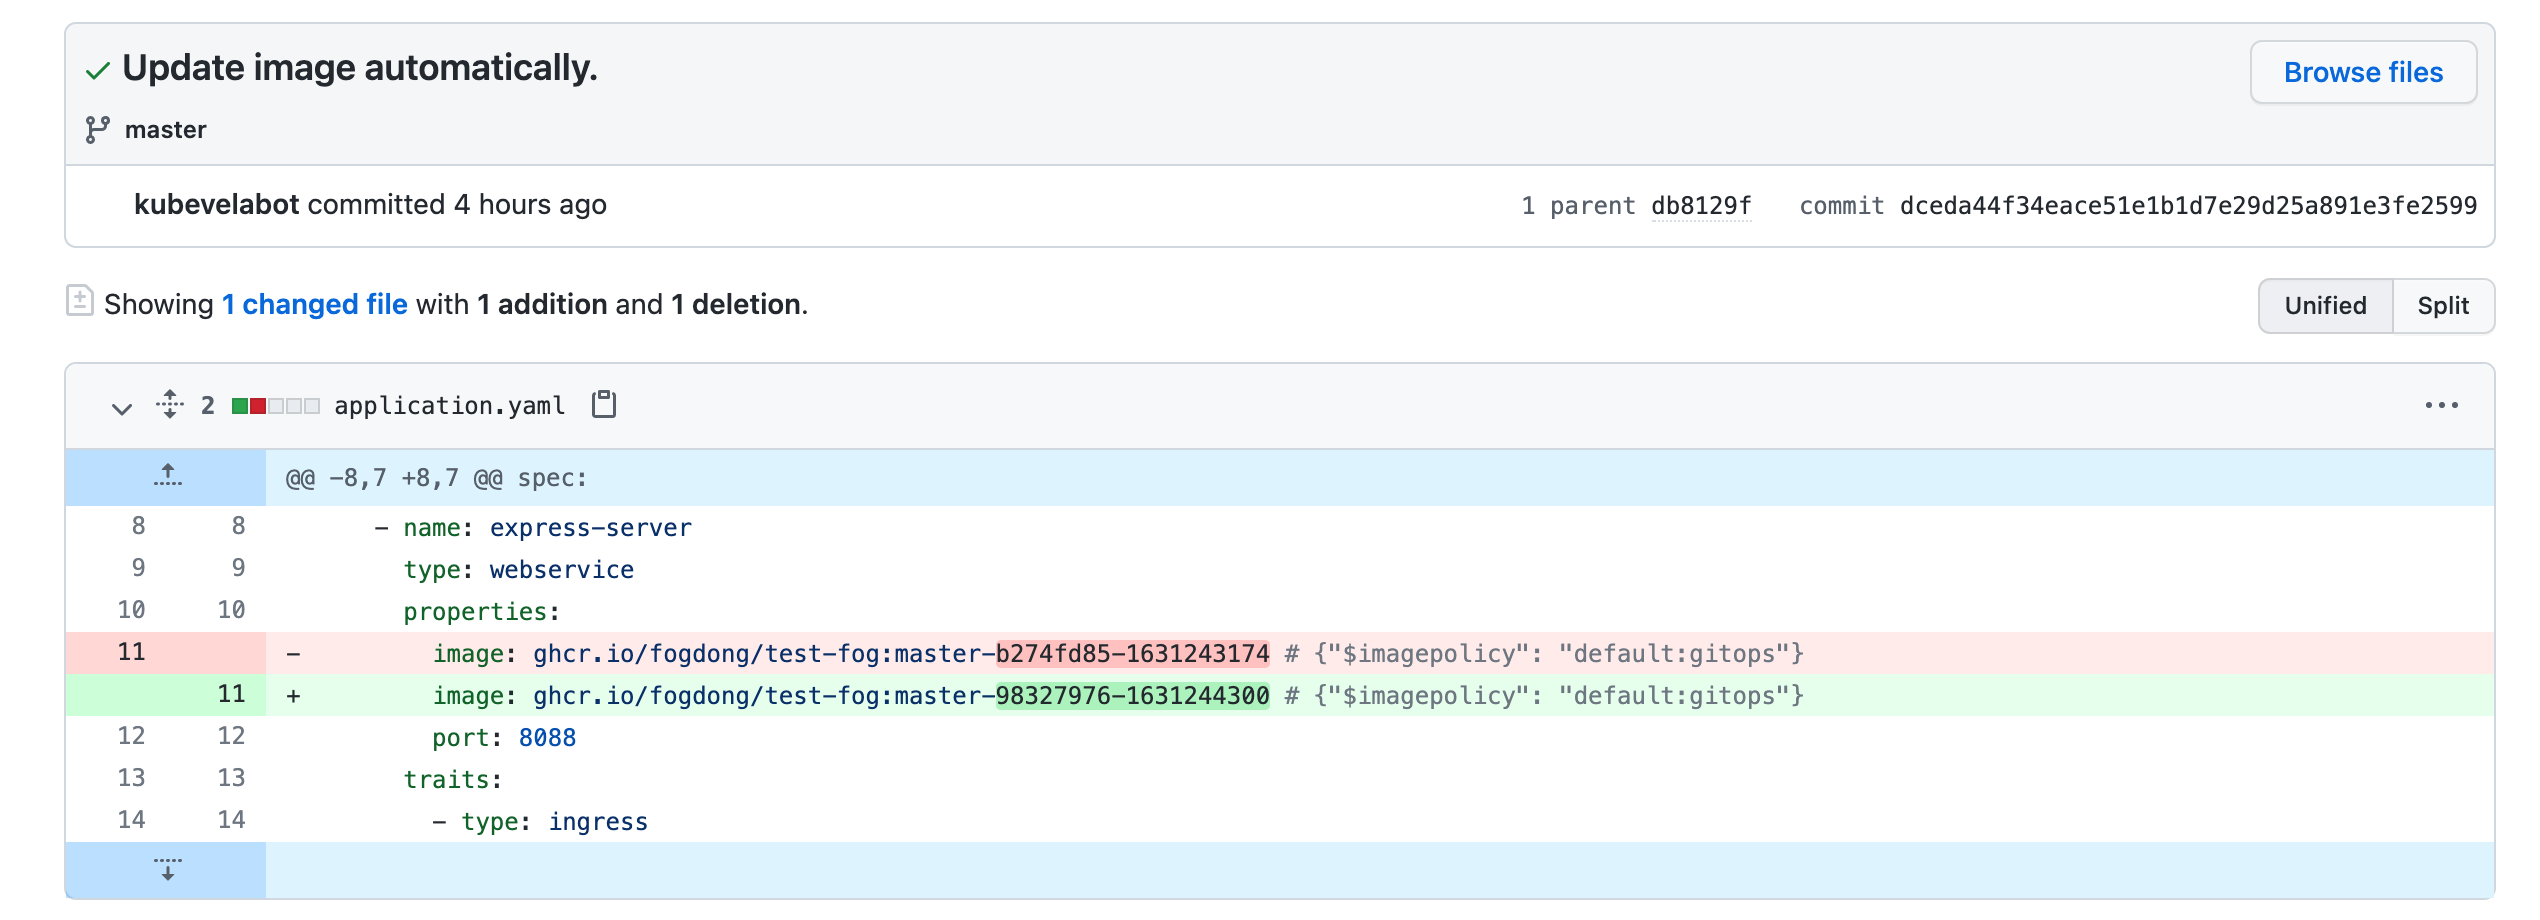 Update image automatically.
Browse files
master
kubevelabot committed 4 hours ago
1 parent db8129f commit dceda44f34eace51e1b1d7e29d25a891e3fe2599
Showing 1 changed file with 1 addition and 1 deletion.
Unified Split
2 application.yaml
@@ -8,7 +8,7 @@ spec:
8 8 - name: express-server
9 9 type: webservice
10 10 properties:
11 - image: ghcr.io/fogdong/test-fog:master-b274fd85-1631243174 # {"$imagepolicy": "default:gitops"}
11 + image: ghcr.io/fogdong/test-fog:master-98327976-1631244300 # {"$imagepolicy": "default:gitops"}
12 12 port: 8088
13 13 traits:
14 14 - type: ingress